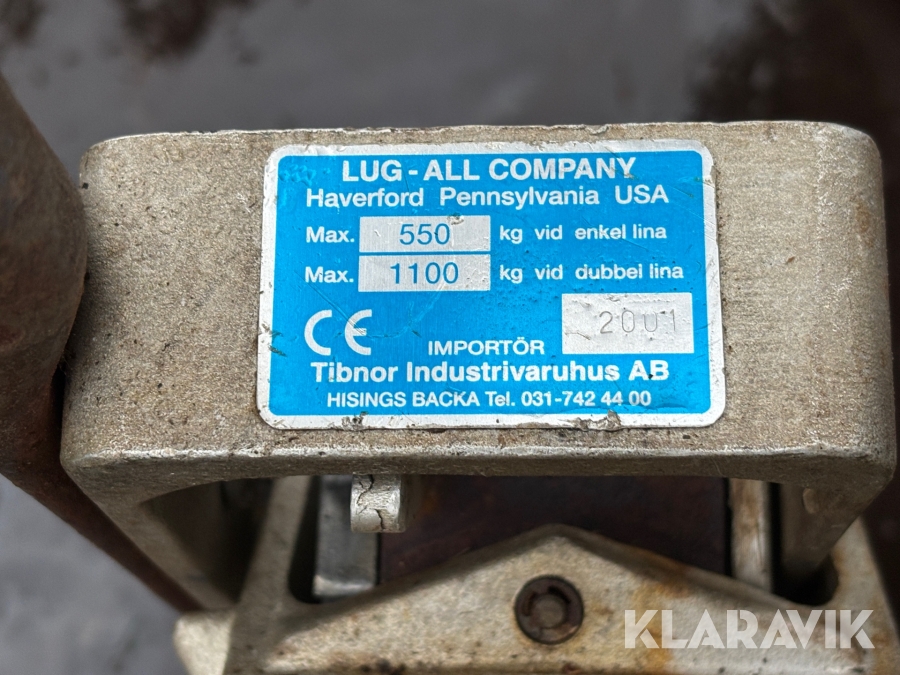 LUG-ALL COMPANY
Haverford Pennsylvania USA
Max. 550 kg vid enkel lina
Max. 1100 kg vid dubbel lina
2001
CE
IMPORTÖR
Tibnor Industrivaruhus AB
HISINGS BACKA Tel. 031-742 44 00
KLARAVIK